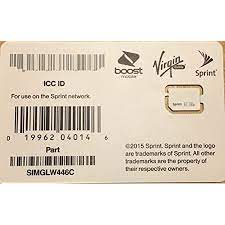 boost
mobile
Virgin
Sprint
ICC ID
For use on the Sprint network.
Sprint
0 19962 04014 6
Part
SIMGLW446C
©2015 Sprint. Sprint and the logo
are trademarks of Sprint. All other
trademarks are the property of
their respective owners.